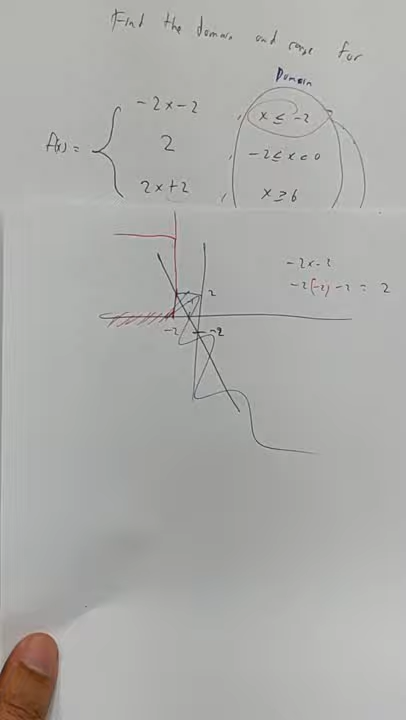 Find the domain and range for
Domain
f(x) = { -2x-2 , x ≤ -2
2 , -2 ≤ x < 0
2x+2 , x ≥ 6
-2x-2
-2(-2)-2 = 2
2
-2 -2